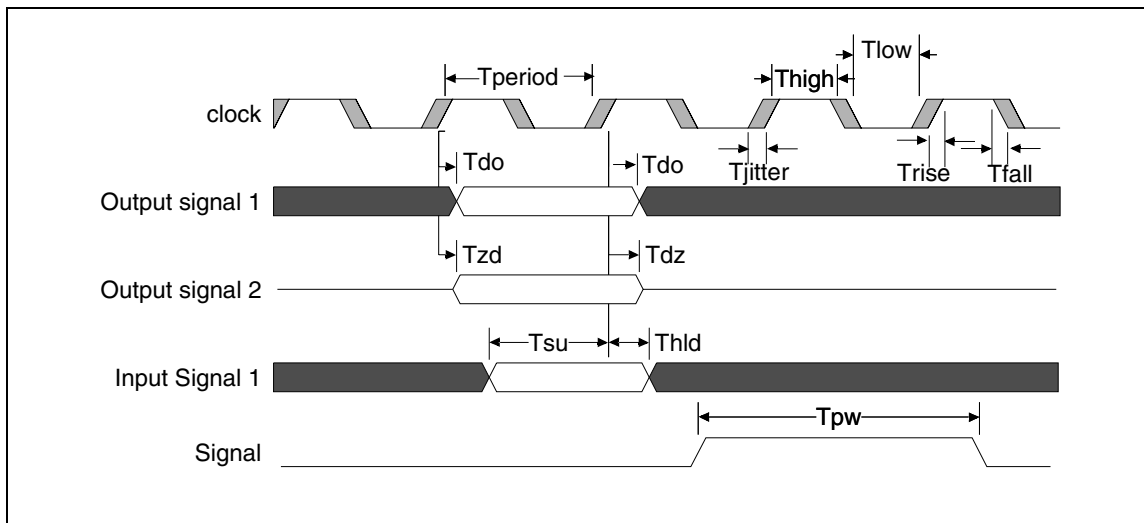 Tlow
Tperiod
Thigh
clock
Tdo
Tdo
Tjitter
Trise
Tfall
Output signal 1
Tzd
Tdz
Output signal 2
Tsu
Thld
Input Signal 1
Tpw
Signal